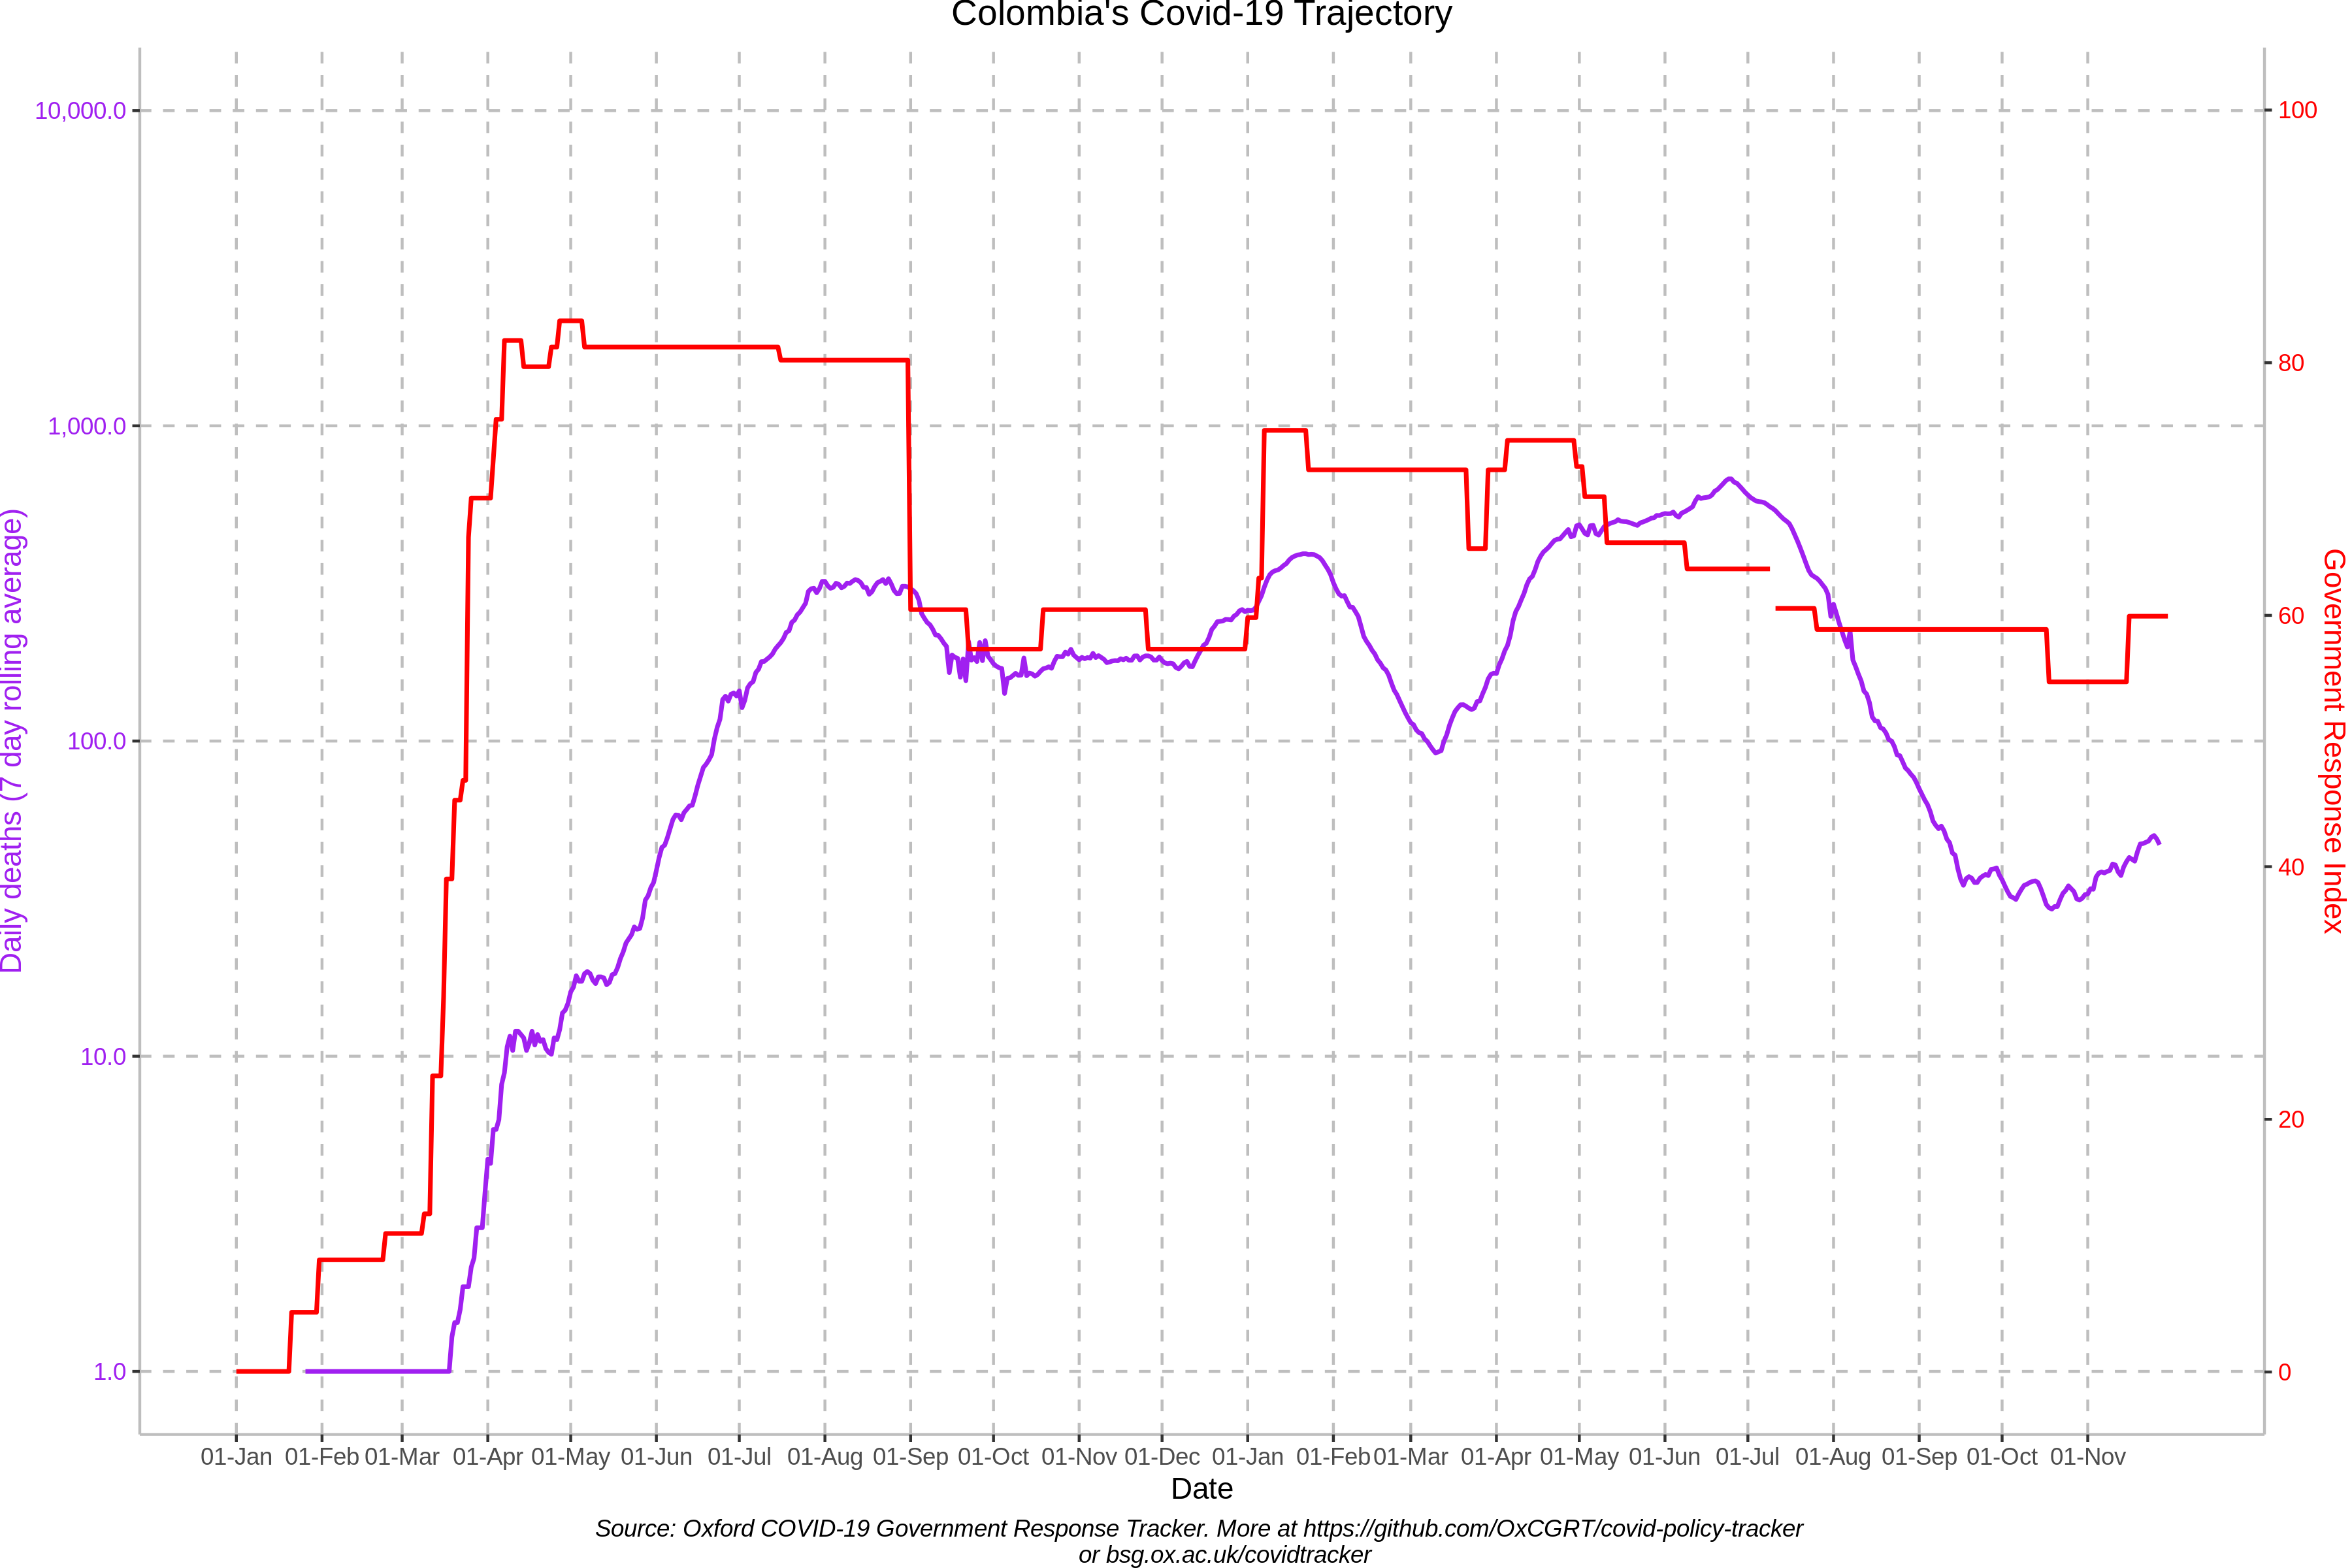 Colombia's Covid-19 Trajectory
10,000.0
1,000.0
100.0
10.0
1.0
Daily deaths (7 day rolling average)
100
80
60
40
20
0
Government Response Index
01-Jan 01-Feb 01-Mar 01-Apr 01-May 01-Jun 01-Jul 01-Aug 01-Sep 01-Oct 01-Nov 01-Dec 01-Jan 01-Feb 01-Mar 01-Apr 01-May 01-Jun 01-Jul 01-Aug 01-Sep 01-Oct 01-Nov
Date
Source: Oxford COVID-19 Government Response Tracker. More at https://github.com/OxCGRT/covid-policy-tracker
or bsg.ox.ac.uk/covidtracker